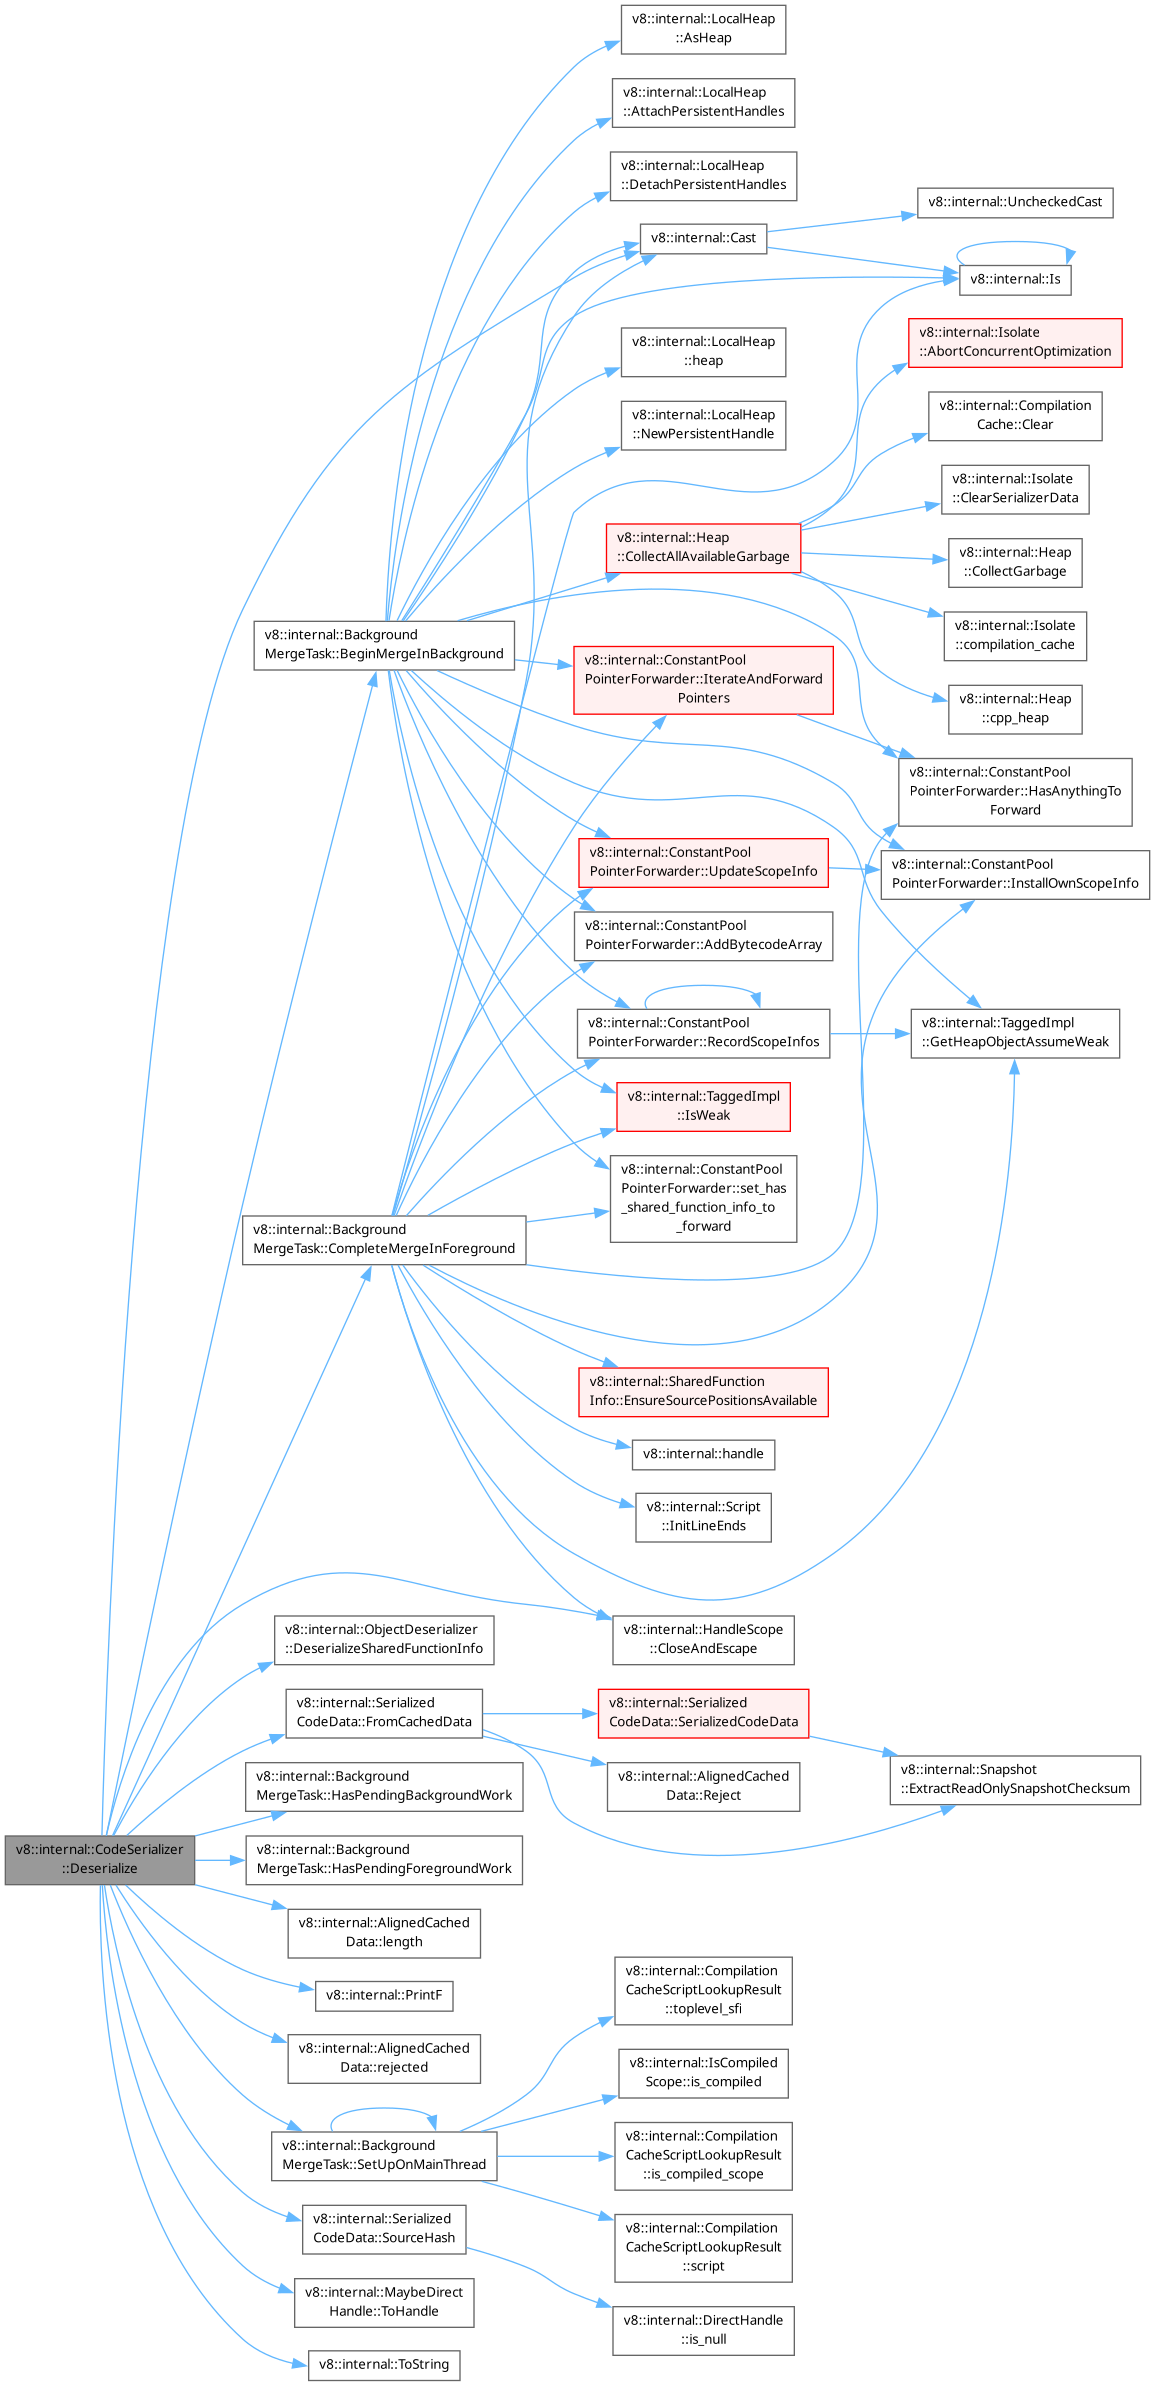 v8::internal::LocalHeap
::AsHeap
v8::internal::LocalHeap
::AttachPersistentHandles
v8::internal::LocalHeap
::DetachPersistentHandles
v8::internal::UncheckedCast
v8::internal::Cast
v8::internal::Is
v8::internal::Isolate
::AbortConcurrentOptimization
v8::internal::LocalHeap
::heap
v8::internal::Compilation
Cache::Clear
v8::internal::LocalHeap
::NewPersistentHandle
v8::internal::Isolate
::ClearSerializerData
v8::internal::Heap
::CollectAllAvailableGarbage
v8::internal::Heap
::CollectGarbage
v8::internal::Isolate
::compilation_cache
v8::internal::Background
MergeTask::BeginMergeInBackground
v8::internal::ConstantPool
PointerForwarder::IterateAndForward
Pointers
v8::internal::Heap
::cpp_heap
v8::internal::ConstantPool
PointerForwarder::HasAnythingTo
Forward
v8::internal::ConstantPool
PointerForwarder::UpdateScopeInfo
v8::internal::ConstantPool
PointerForwarder::InstallOwnScopeInfo
v8::internal::ConstantPool
PointerForwarder::AddBytecodeArray
v8::internal::ConstantPool
PointerForwarder::RecordScopeInfos
v8::internal::TaggedImpl
::GetHeapObjectAssumeWeak
v8::internal::TaggedImpl
::IsWeak
v8::internal::ConstantPool
PointerForwarder::set_has
_shared_function_info_to
_forward
v8::internal::Background
MergeTask::CompleteMergeInForeground
v8::internal::SharedFunction
Info::EnsureSourcePositionsAvailable
v8::internal::handle
v8::internal::Script
::InitLineEnds
v8::internal::ObjectDeserializer
::DeserializeSharedFunctionInfo
v8::internal::HandleScope
::CloseAndEscape
v8::internal::Serialized
CodeData::FromCachedData
v8::internal::Serialized
CodeData::SerializedCodeData
v8::internal::Background
MergeTask::HasPendingBackgroundWork
v8::internal::AlignedCached
Data::Reject
v8::internal::Snapshot
::ExtractReadOnlySnapshotChecksum
v8::internal::CodeSerializer
::Deserialize
v8::internal::Background
MergeTask::HasPendingForegroundWork
v8::internal::AlignedCached
Data::length
v8::internal::PrintF
v8::internal::Compilation
CacheScriptLookupResult
::toplevel_sfi
v8::internal::AlignedCached
Data::rejected
v8::internal::IsCompiled
Scope::is_compiled
v8::internal::Background
MergeTask::SetUpOnMainThread
v8::internal::Compilation
CacheScriptLookupResult
::is_compiled_scope
v8::internal::Serialized
CodeData::SourceHash
v8::internal::Compilation
CacheScriptLookupResult
::script
v8::internal::MaybeDirect
Handle::ToHandle
v8::internal::DirectHandle
::is_null
v8::internal::ToString